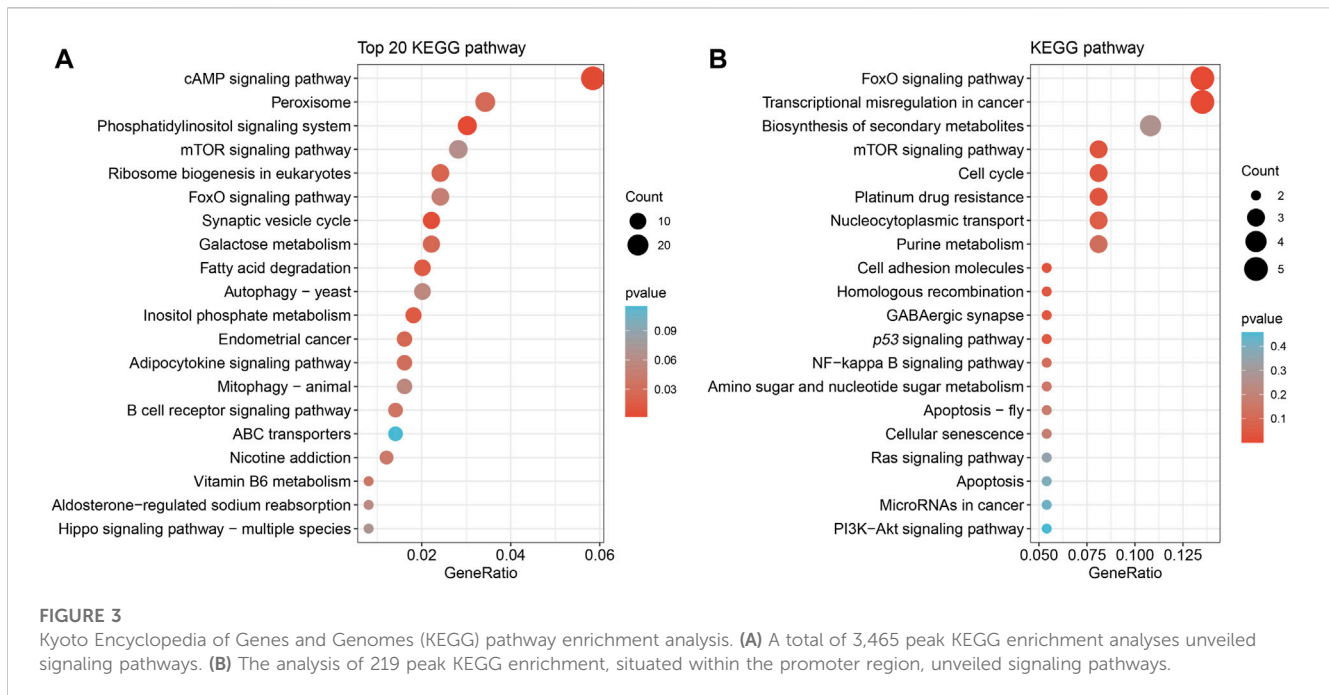 A
Top 20 KEGG pathway
cAMP signaling pathway
Peroxisome
Phosphatidylinositol signaling system
mTOR signaling pathway
Ribosome biogenesis in eukaryotes
FoxO signaling pathway
Synaptic vesicle cycle
Galactose metabolism
Fatty acid degradation
Autophagy − yeast
Inositol phosphate metabolism
Endometrial cancer
Adipocytokine signaling pathway
Mitophagy − animal
B cell receptor signaling pathway
ABC transporters
Nicotine addiction
Vitamin B6 metabolism
Aldosterone−regulated sodium reabsorption
Hippo signaling pathway − multiple species
0.02 0.04 0.06
GeneRatio
Count
10
20
pvalue
0.09
0.06
0.03
B
KEGG pathway
FoxO signaling pathway
Transcriptional misregulation in cancer
Biosynthesis of secondary metabolites
mTOR signaling pathway
Cell cycle
Platinum drug resistance
Nucleocytoplasmic transport
Purine metabolism
Cell adhesion molecules
Homologous recombination
GABAergic synapse
p53 signaling pathway
NF−kappa B signaling pathway
Amino sugar and nucleotide sugar metabolism
Apoptosis − fly
Cellular senescence
Ras signaling pathway
Apoptosis
MicroRNAs in cancer
PI3K−Akt signaling pathway
0.050 0.075 0.100 0.125
GeneRatio
Count
2
3
4
5
pvalue
0.4
0.3
0.2
0.1
FIGURE 3
Kyoto Encyclopedia of Genes and Genomes (KEGG) pathway enrichment analysis. (A) A total of 3,465 peak KEGG enrichment analyses unveiled
signaling pathways. (B) The analysis of 219 peak KEGG enrichment, situated within the promoter region, unveiled signaling pathways.